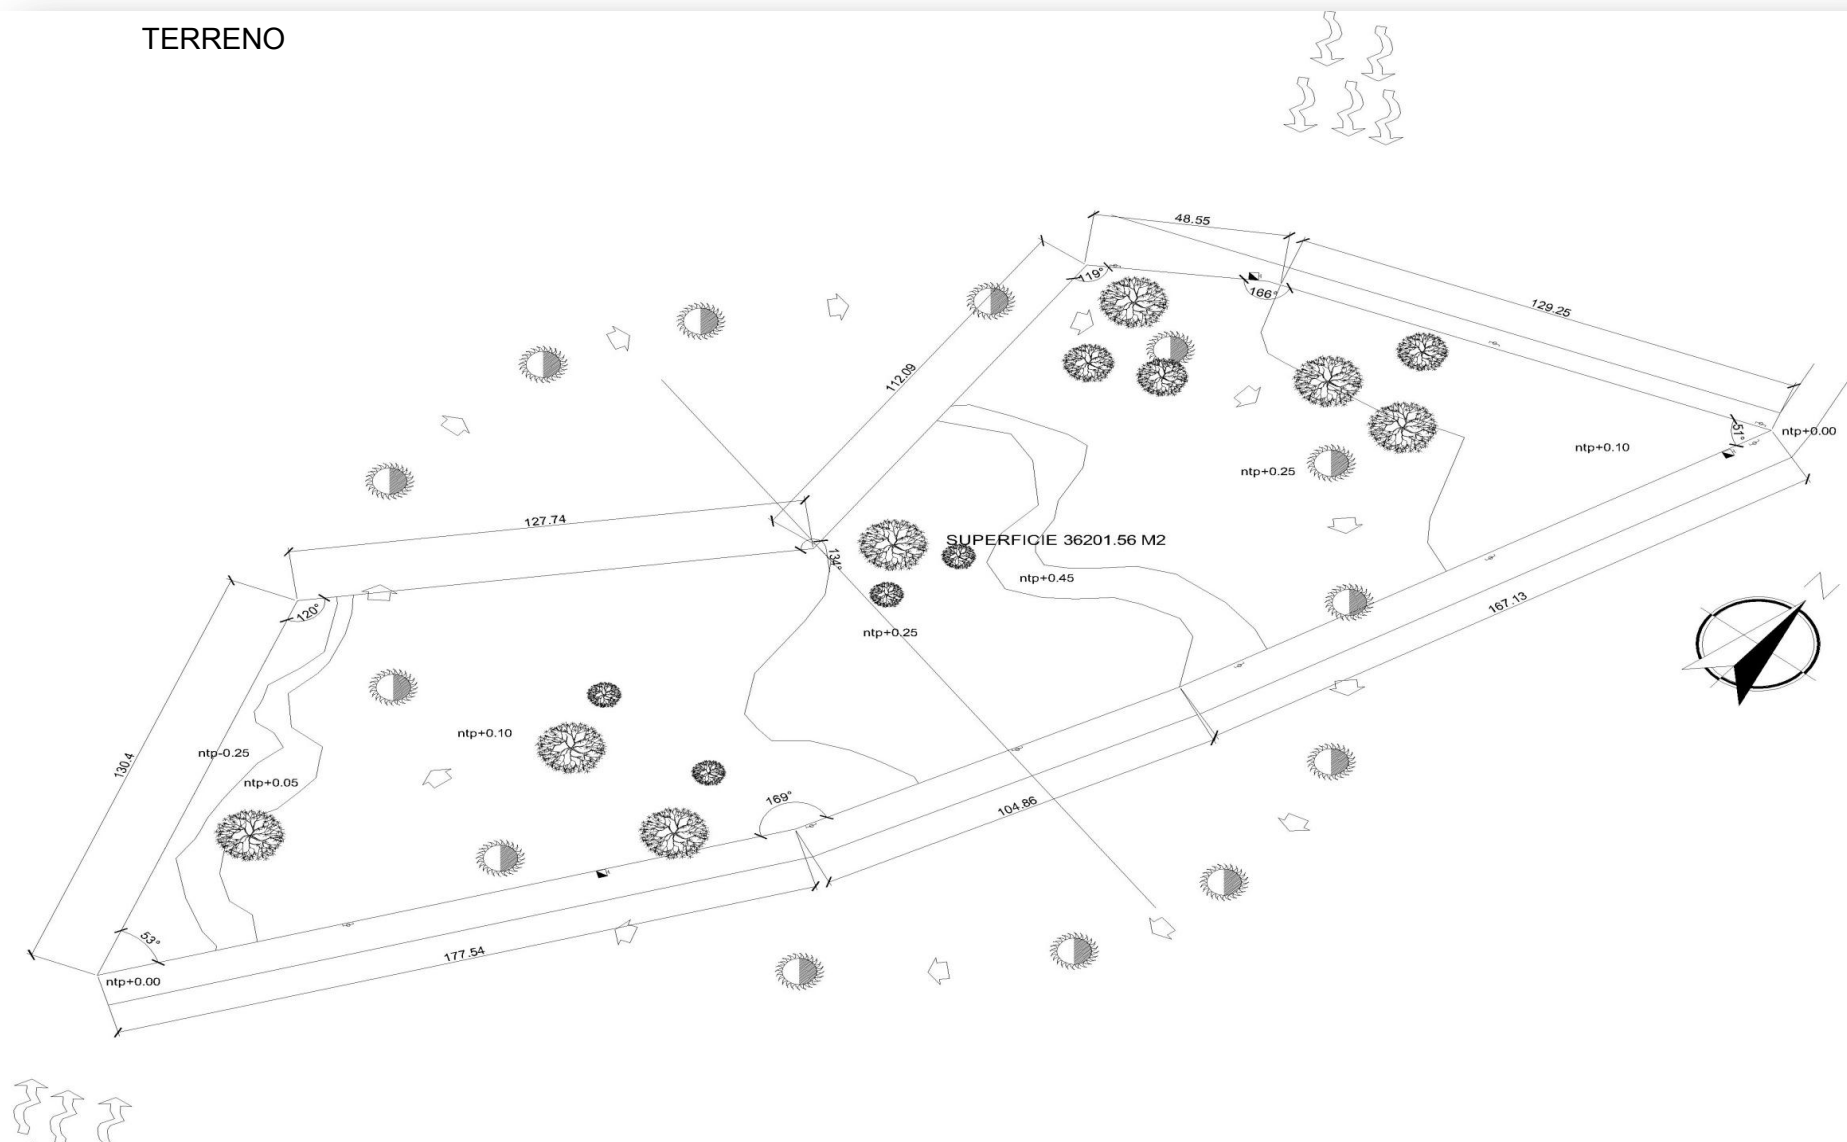 TERRENO
48.55
129.25
119°
166°
112.09
51°
ntp+0.00
ntp+0.10
ntp+0.25
127.74
134°
SUPERFICIE 36201.56 M2
ntp+0.45
N
120°
167.13
ntp+0.25
ntp+0.10
130.4
ntp-0.25
ntp+0.05
169°
104.86
53°
177.54
ntp+0.00